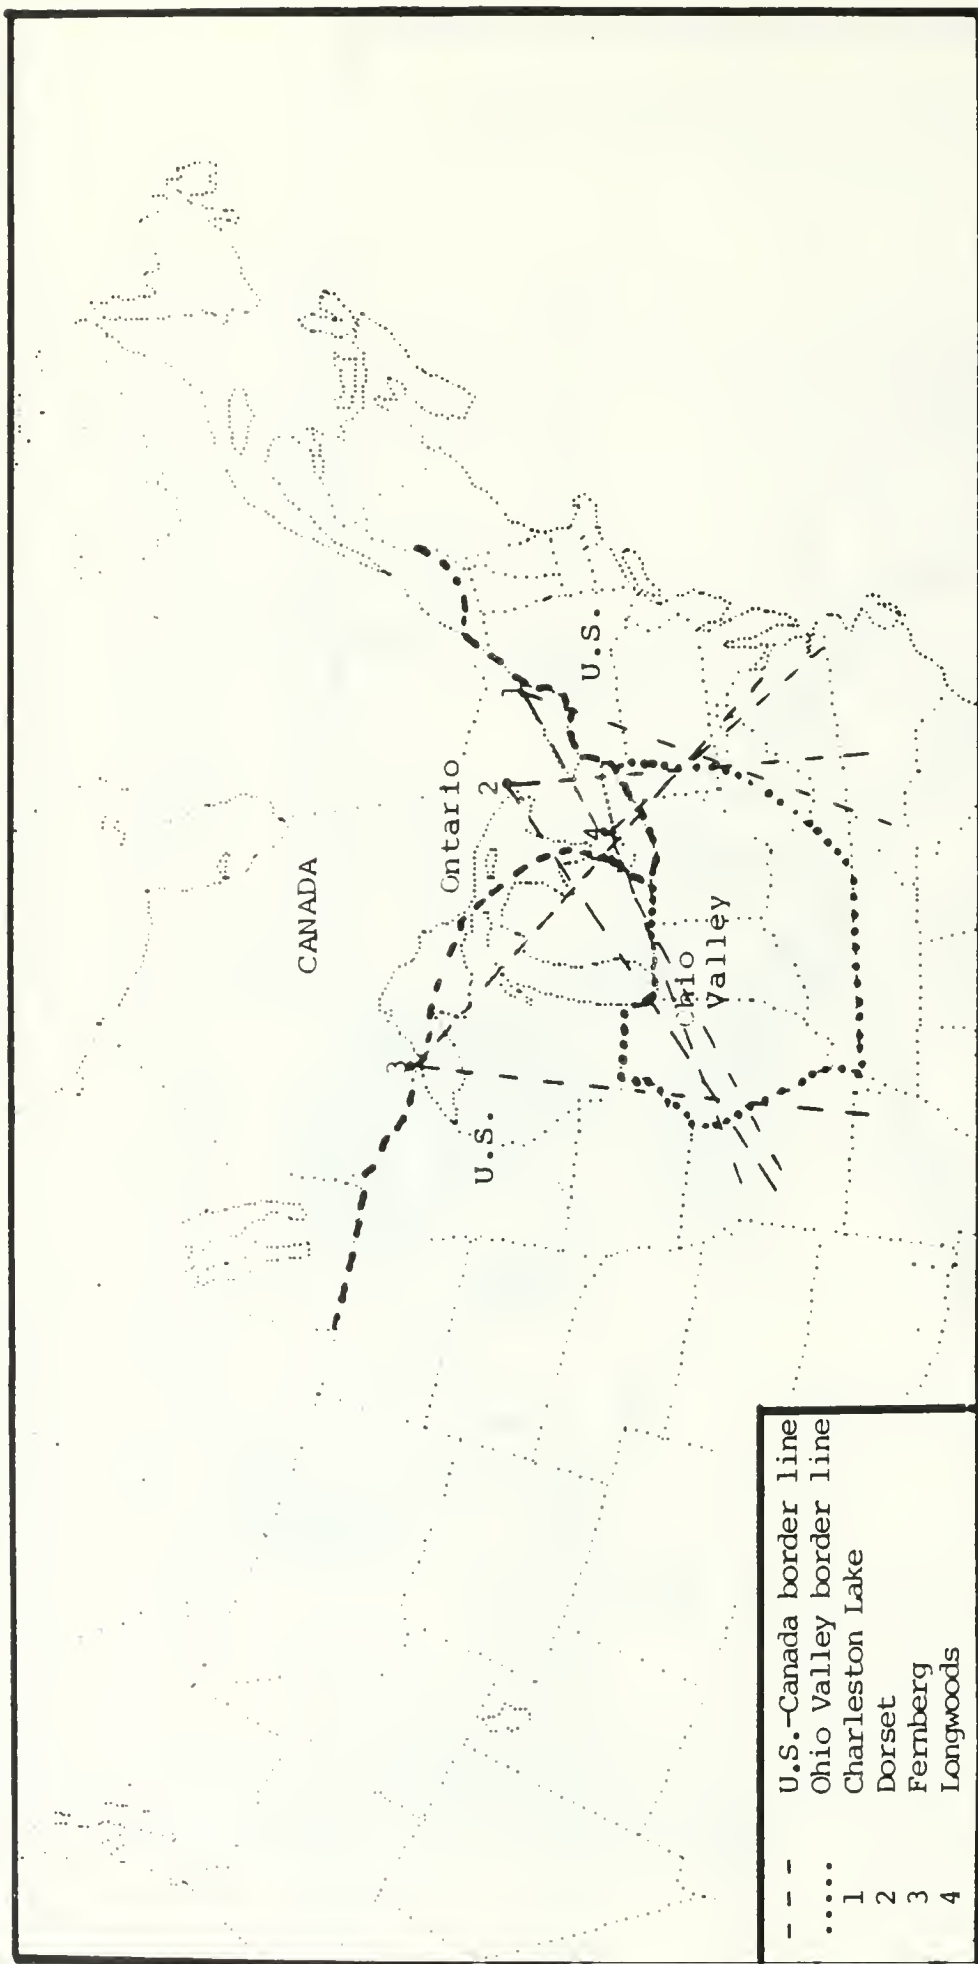 CANADA
Ontario
2
1
3
4
U.S.
U.S.
Ohio
Valley
- - - U.S.-Canada border line
..... Ohio Valley border line
1 Charleston Lake
2 Dorset
3 Fernberg
4 Longwoods